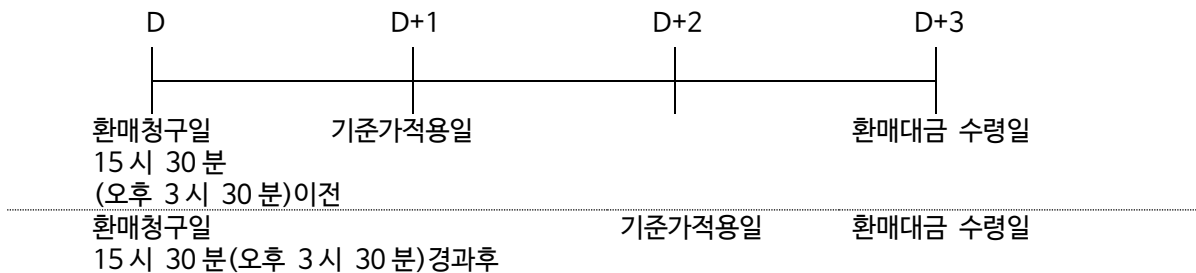 D D+1 D+2 D+3
환매청구일 기준가적용일 환매대금 수령일
15 시 30 분
(오후 3 시 30 분)이전
환매청구일 기준가적용일 환매대금 수령일
15 시 30 분(오후 3 시 30 분)경과후